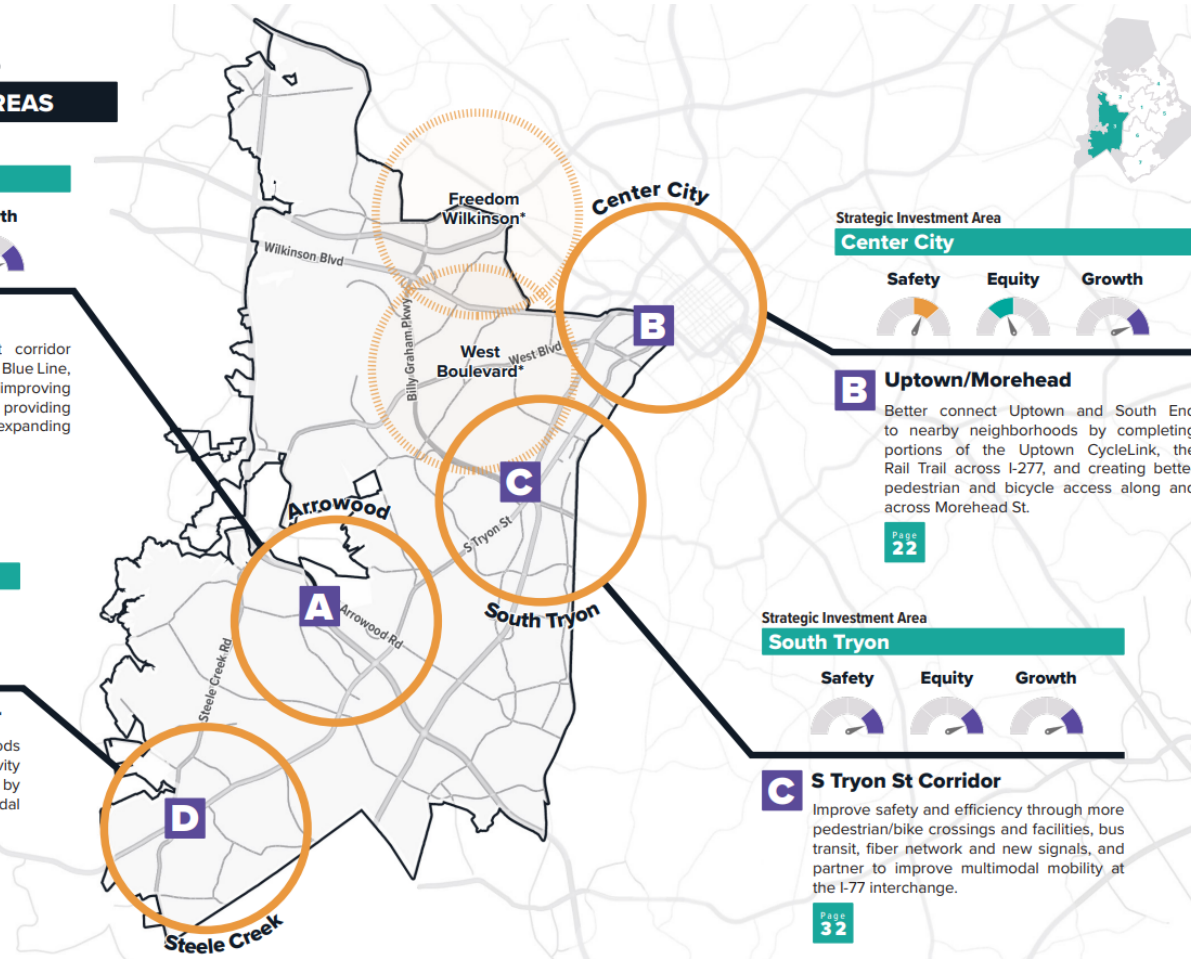 REAS
th
t corridor
Blue Line,
improving
providing
expanding
ods
vity
by
dal
Freedom
Wilkinson*
Center City
Wilkinson Blvd
Billy Graham Pkwy
West
Boulevard*
West Blvd
B
C
Arrowood
S Tryon St
A
Arrowood Rd
South Tryon
Steele Creek Rd
D
Steele Creek
Strategic Investment Area
Center City
Safety Equity Growth
B Uptown/Morehead
Better connect Uptown and South End
to nearby neighborhoods by completing
portions of the Uptown CycleLink, the
Rail Trail across I-277, and creating better
pedestrian and bicycle access along and
across Morehead St.
Page
22
Strategic Investment Area
South Tryon
Safety Equity Growth
C S Tryon St Corridor
Improve safety and efficiency through more
pedestrian/bike crossings and facilities, bus
transit, fiber network and new signals, and
partner to improve multimodal mobility at
the I-77 interchange.
Page
32